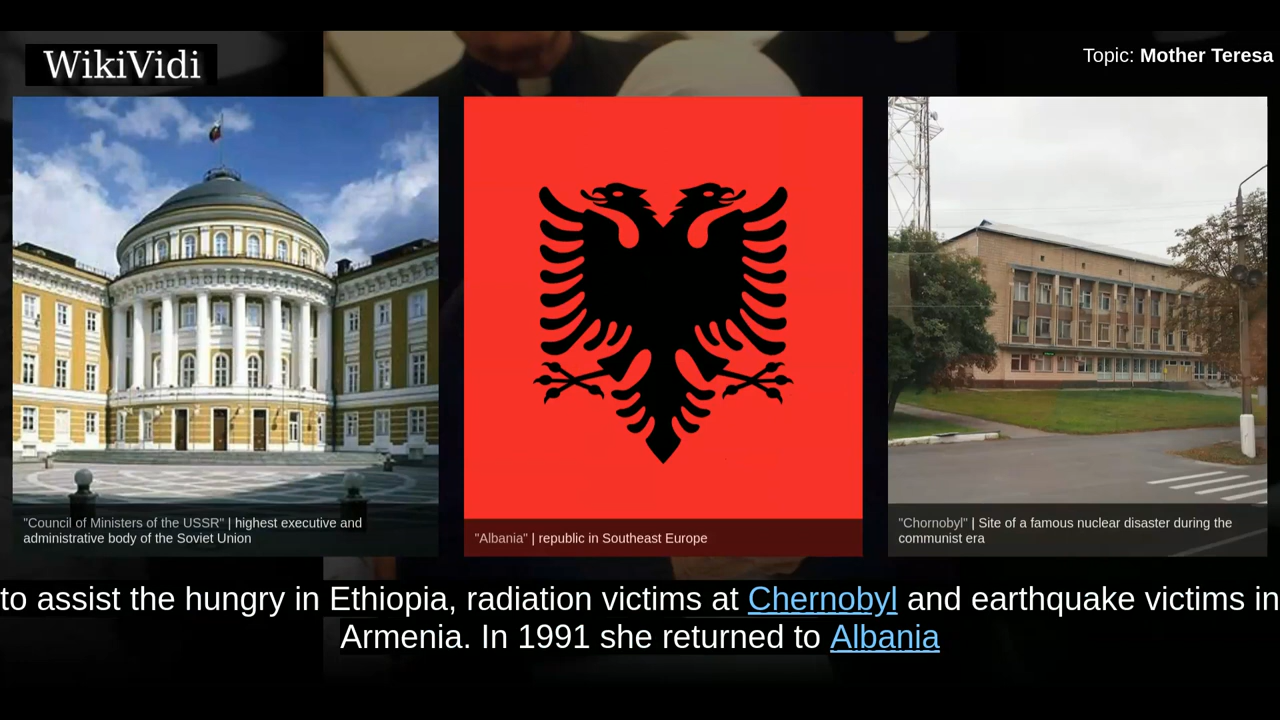 WikiVidi
Topic: Mother Teresa
"Council of Ministers of the USSR" | highest executive and
administrative body of the Soviet Union
"Albania" | republic in Southeast Europe
"Chornobyl" | Site of a famous nuclear disaster during the
communist era
to assist the hungry in Ethiopia, radiation victims at Chernobyl and earthquake victims in
Armenia. In 1991 she returned to Albania